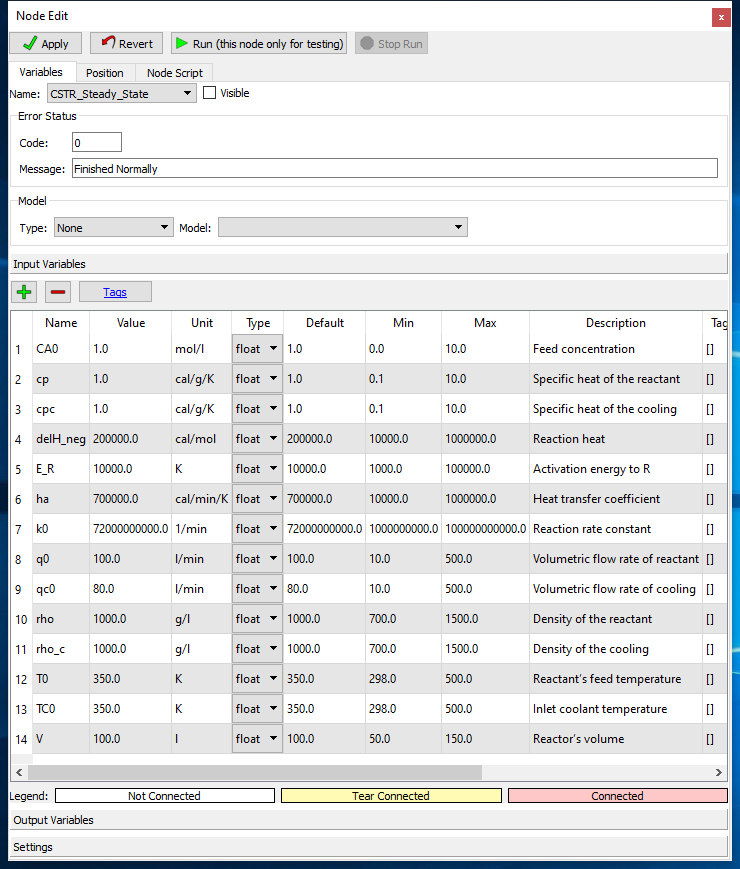 Node Edit
x
Apply Revert Run (this node only for testing) Stop Run
Variables Position Node Script
Name: CSTR_Steady_State Visible
Error Status
Code: 0
Message: Finished Normally
Model
Type: None Model:
Input Variables
Tags
Name Value Unit Type Default Min Max Description Tag
1 CA0 1.0 mol/l float 1.0 0.0 10.0 Feed concentration []
2 cp 1.0 cal/g/K float 1.0 0.1 10.0 Specific heat of the reactant []
3 cpc 1.0 cal/g/K float 1.0 0.1 10.0 Specific heat of the cooling []
4 delH_neg 200000.0 cal/mol float 200000.0 10000.0 1000000.0 Reaction heat []
5 E_R 10000.0 K float 10000.0 1000.0 100000.0 Activation energy to R []
6 ha 700000.0 cal/min/K float 700000.0 10000.0 1000000.0 Heat transfer coefficient []
7 k0 72000000000.0 1/min float 72000000000.0 1000000000.0 100000000000.0 Reaction rate constant []
8 q0 100.0 l/min float 100.0 10.0 500.0 Volumetric flow rate of reactant []
9 qc0 80.0 l/min float 80.0 10.0 500.0 Volumetric flow rate of cooling []
10 rho 1000.0 g/l float 1000.0 700.0 1500.0 Density of the reactant []
11 rho_c 1000.0 g/l float 1000.0 700.0 1500.0 Density of the cooling []
12 T0 350.0 K float 350.0 298.0 500.0 Reactant's feed temperature []
13 TC0 350.0 K float 350.0 298.0 500.0 Inlet coolant temperature []
14 V 100.0 l float 100.0 50.0 150.0 Reactor's volume []
Legend: Not Connected Tear Connected Connected
Output Variables
Settings